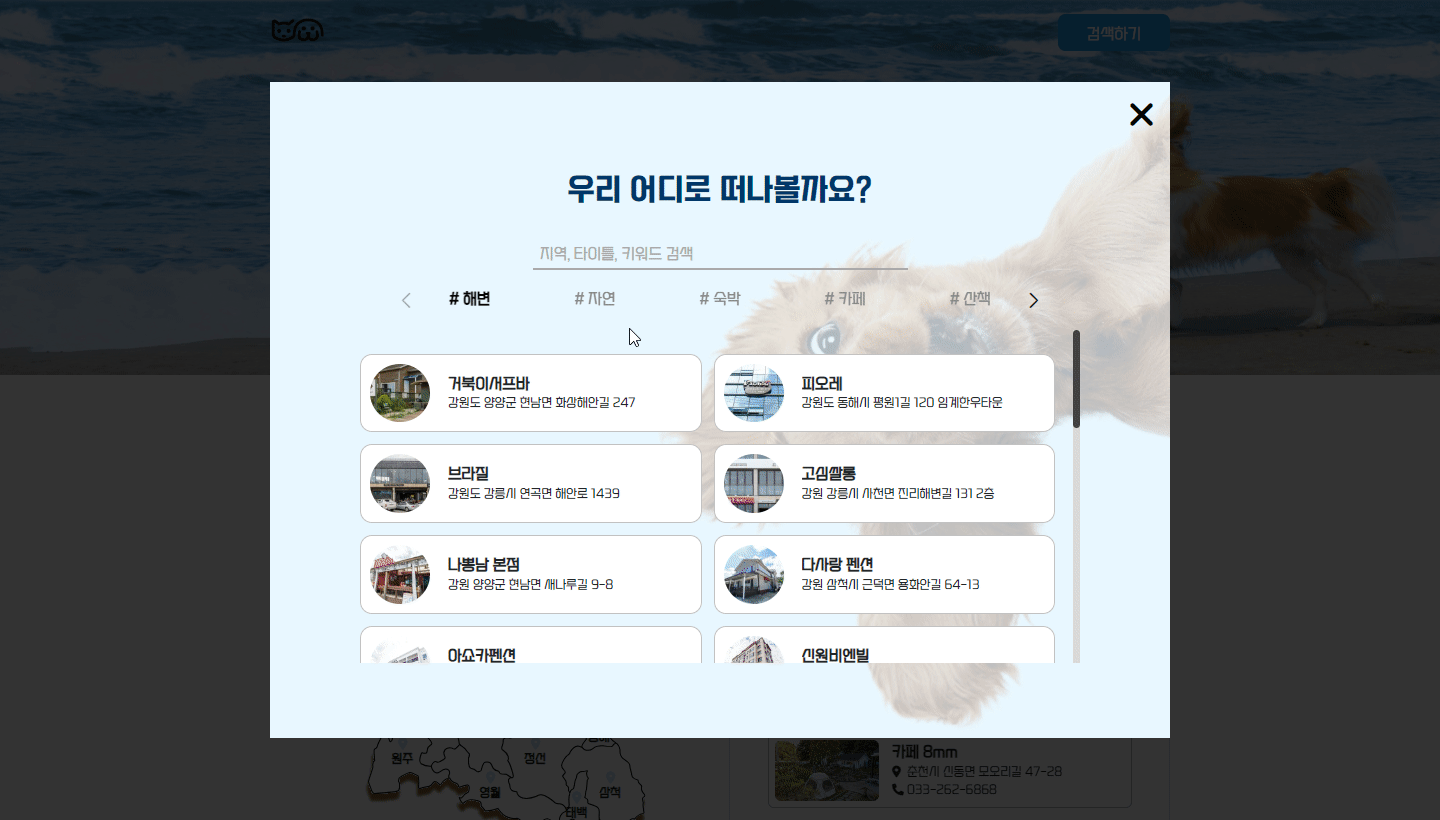 검색하기
우리 어디로 떠나볼까요?
지역, 타이틀, 키워드 검색
# 해변
# 자연
# 숙박
# 카페
# 산책
거북이서프바
강원도 양양군 현남면 화상해안길 247
피오레
강원도 동해시 평원1길 120 임계한우타운
브라질
강원도 강릉시 연곡면 해안로 1439
고심쌀롱
강원 강릉시 사천면 진리해변길 131 2층
나뽕남 본점
강원 양양군 현남면 새나루길 9-8
다사랑 펜션
강원 삼척시 근덕면 용화안길 64-13
아쇼카펜션
신원비엔빌
원주
정선
영월
삼척
태백
카페 8mm
춘천시 신동면 모오리길 47-28
033-262-6868